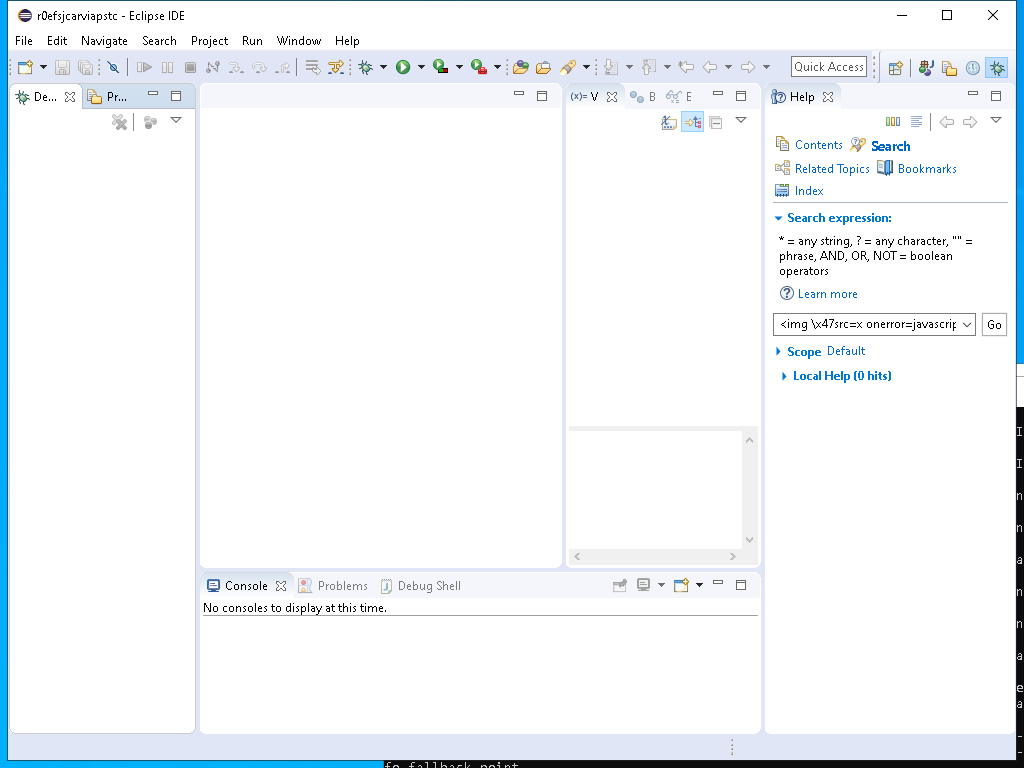 r0efsjcarviapstc - Eclipse IDE
File Edit Navigate Search Project Run Window Help
Quick Access
De...
Pr...
(x)= V
B
E
Help
Contents
Search
Related Topics
Bookmarks
Index
Search expression:
* = any string, ? = any character, "" =
phrase, AND, OR, NOT = boolean
operators
Learn more
<img \x47src=x onerror=javascrip
Go
Scope Default
Local Help (0 hits)
Console
Problems
Debug Shell
No consoles to display at this time.
fo fallback point